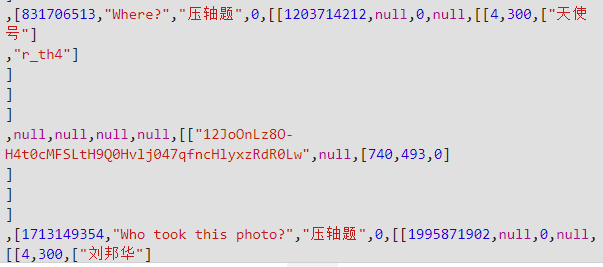 ]
,[831706513,"Where?","压轴题",0,[[1203714212,null,0,null,[[4,300,["天使
号"]
,"r_th4"]
]
]
]
,null,null,null,null,[["12JoOnLz8O-
H4t0cMFSLtH9Q0Hvlj047qfncHlyxzRdR0Lw",null,[740,493,0]
]
]
]
,[1713149354,"Who took this photo?","压轴题",0,[[1995871902,null,0,null,
[[4,300,["刘邦华"]